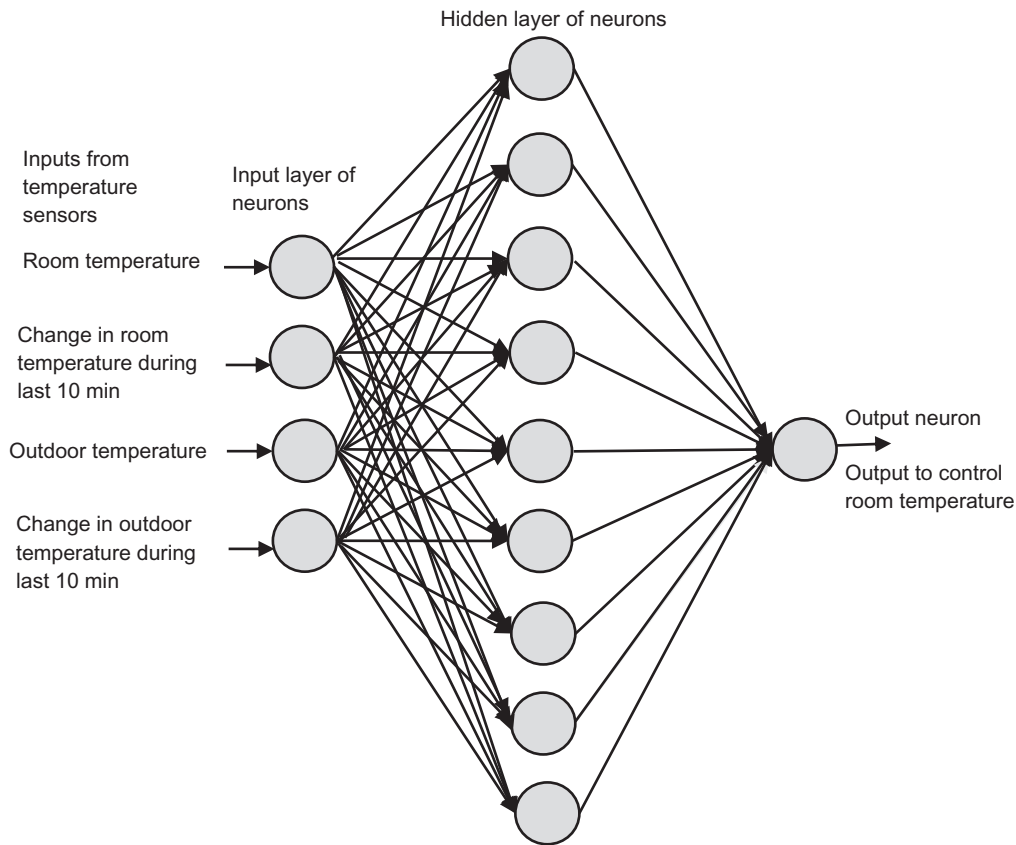 Hidden layer of neurons
Inputs from
temperature
sensors
Input layer of
neurons
Room temperature
Change in room
temperature during
last 10 min
Outdoor temperature
Change in outdoor
temperature during
last 10 min
Output neuron
Output to control
room temperature